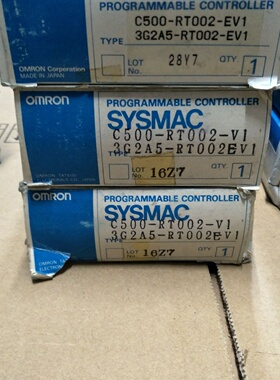 C500-RT002-EV1
3G2A5-RT002-EV1
OMRON Corporation
MADE IN JAPAN
TYPE
LOT No. 28Y7 QTY. 1
OMRON PROGRAMMABLE CONTROLLER
SYSMAC
C500-RT002-V1
TYPE 3G2A5-RT002EV1
LOT No. 16Z7 QTY 1
OMRON PROGRAMMABLE CONTROLLER
SYSMAC
C500-RT002-V1
TYPE 3G2A5-RT002EV1
LOT No. 16Z7 QTY. 1